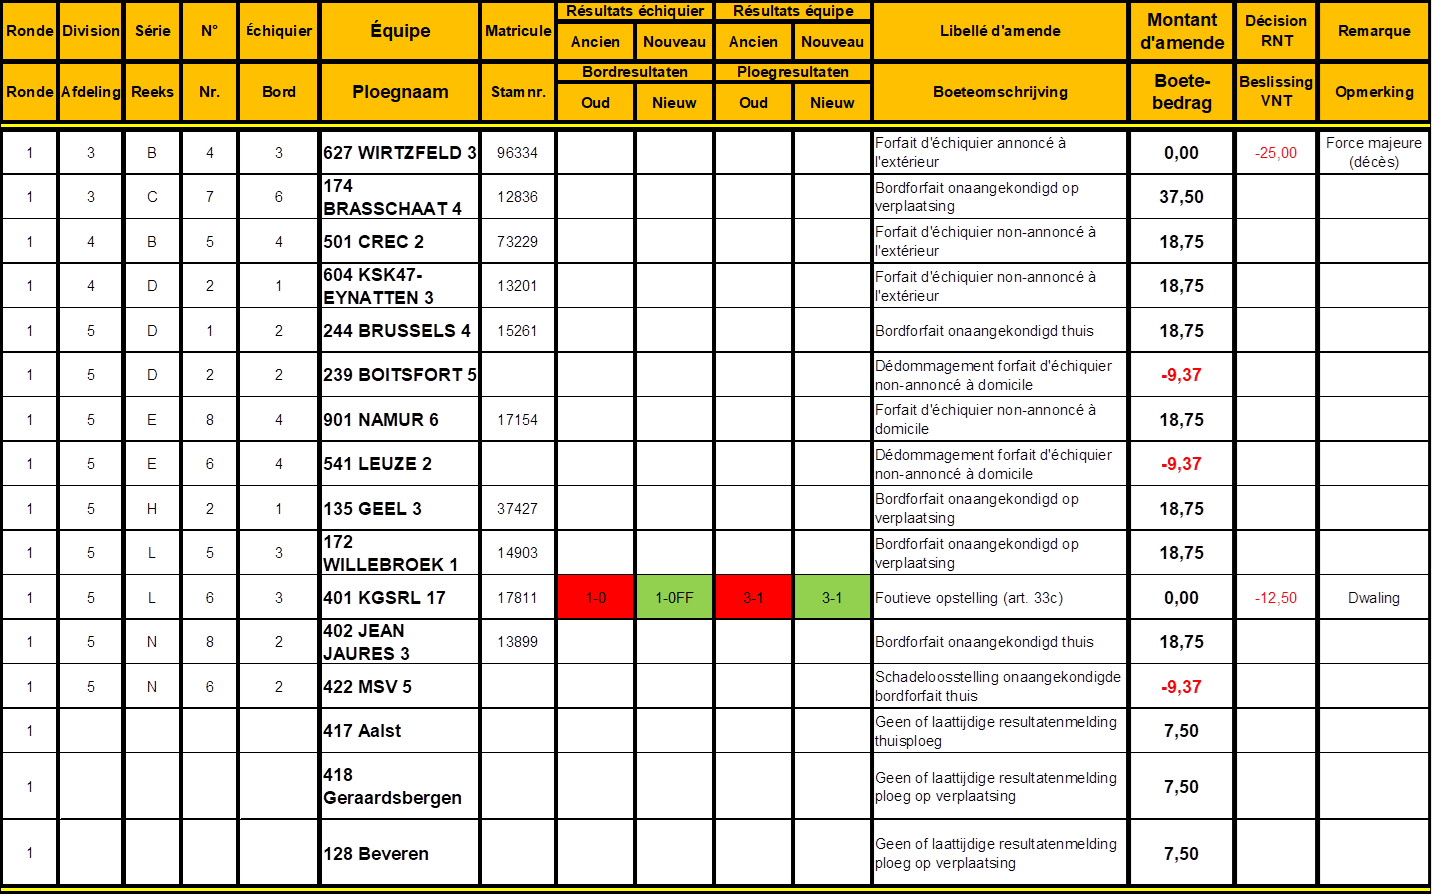 Ronde Division Série N° Échiquier Équipe Matricule Résultats échiquier Résultats équipe Libellé d'amende Montant d'amende Décision RNT Remarque
Ancien Nouveau Ancien Nouveau
Ronde Afdeling Reeks Nr. Bord Ploegnaam Stamnr. Bordresultaten Ploegresultaten Boeteomschrijving Boete-bedrag Beslissing VNT Opmerking
Oud Nieuw Oud Nieuw
1 3 B 4 3 627 WIRTZFELD 3 96334 Forfait d'échiquier annoncé à l'extérieur 0,00 -25,00 Force majeure (décès)
1 3 C 7 6 174 BRASSCHAAT 4 12836 Bordforfait onaangekondigd op verplaatsing 37,50
1 4 B 5 4 501 CREC 2 73229 Forfait d'échiquier non-annoncé à l'extérieur 18,75
1 4 D 2 1 604 KSK47-EYNATTEN 3 13201 Forfait d'échiquier non-annoncé à l'extérieur 18,75
1 5 D 1 2 244 BRUSSELS 4 15261 Bordforfait onaangekondigd thuis 18,75
1 5 D 2 2 239 BOITSFORT 5 Dédommagement forfait d'échiquier non-annoncé à domicile -9,37
1 5 E 8 4 901 NAMUR 6 17154 Forfait d'échiquier non-annoncé à domicile 18,75
1 5 E 6 4 541 LEUZE 2 Dédommagement forfait d'échiquier non-annoncé à domicile -9,37
1 5 H 2 1 135 GEEL 3 37427 Bordforfait onaangekondigd op verplaatsing 18,75
1 5 L 5 3 172 WILLEBROEK 1 14903 Bordforfait onaangekondigd op verplaatsing 18,75
1 5 L 6 3 401 KGSRL 17 17811 1-0 1-0FF 3-1 3-1 Foutieve opstelling (art. 33c) 0,00 -12,50 Dwaling
1 5 N 8 2 402 JEAN JAURES 3 13899 Bordforfait onaangekondigd thuis 18,75
1 5 N 6 2 422 MSV 5 Schadeloosstelling onaangekondigde bordforfait thuis -9,37
1 417 Aalst Geen of laattijdige resultatenmelding thuisploeg 7,50
1 418 Geraardsbergen Geen of laattijdige resultatenmelding ploeg op verplaatsing 7,50
1 128 Beveren Geen of laattijdige resultatenmelding ploeg op verplaatsing 7,50